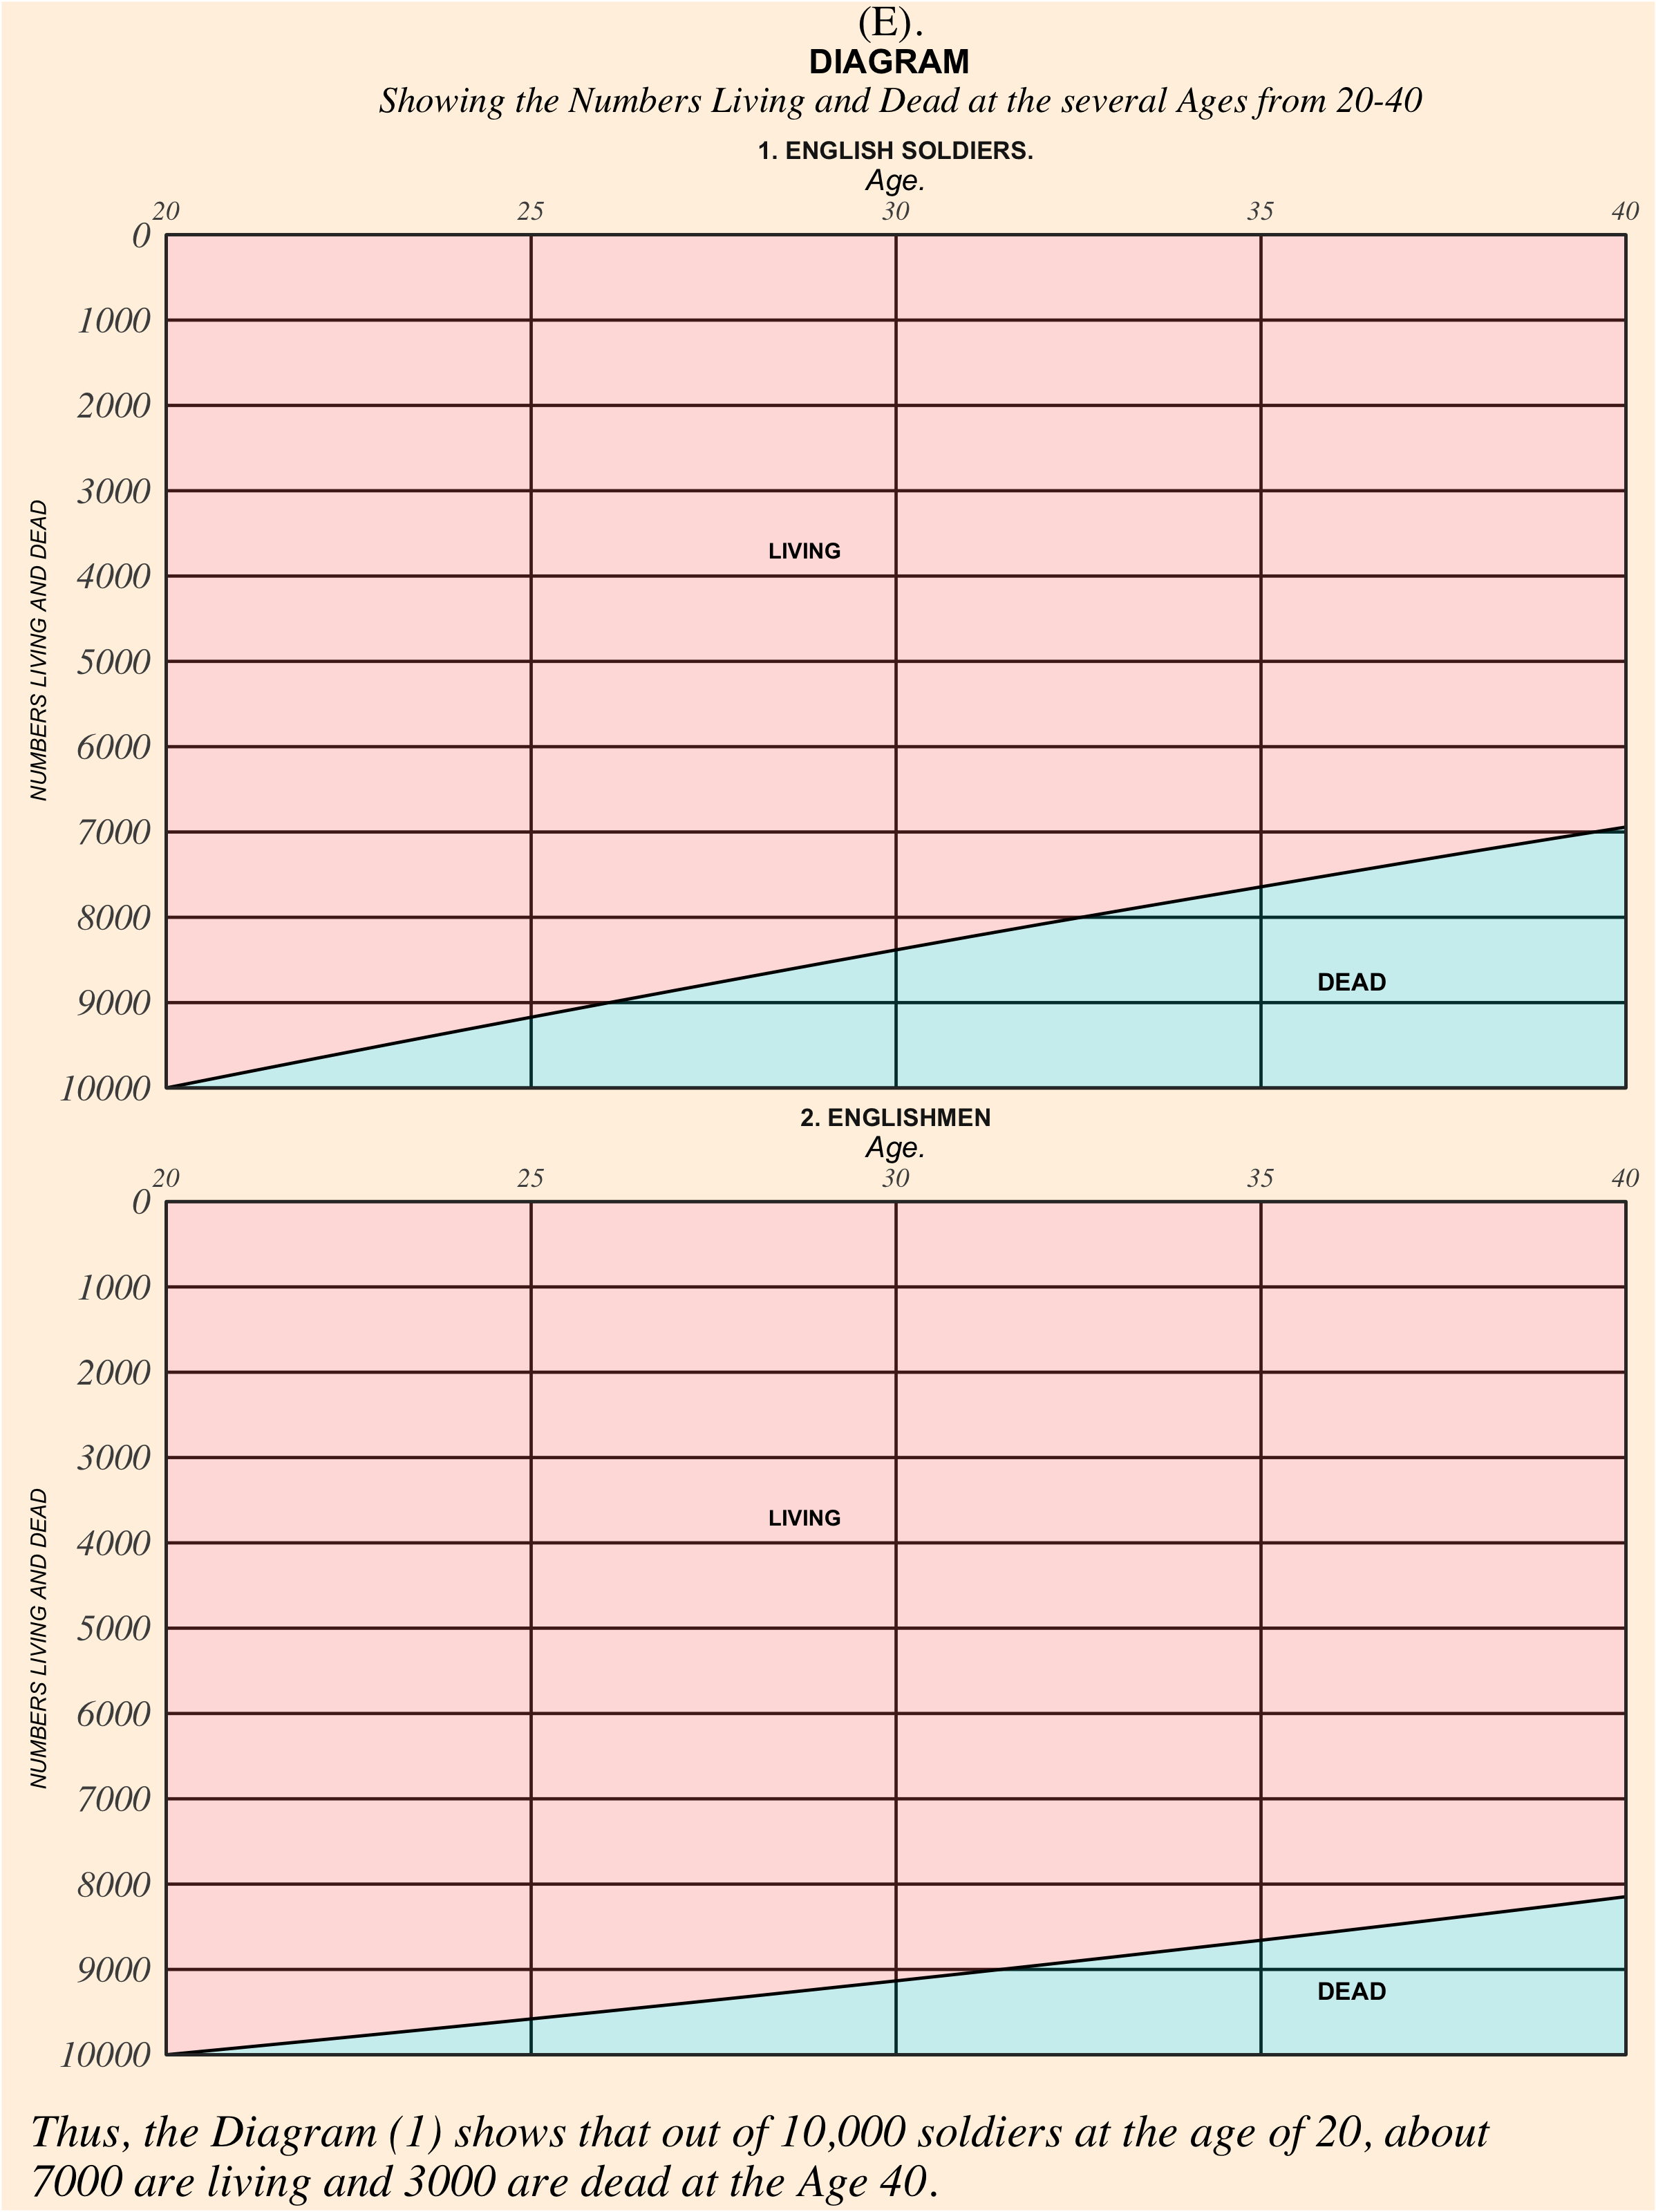 (E).
DIAGRAM
Showing the Numbers Living and Dead at the several Ages from 20-40
1. ENGLISH SOLDIERS.
Age.
20 25 30 35 40
0
1000
2000
3000
LIVING
4000
5000
6000
7000
8000
DEAD
9000
10000
NUMBERS LIVING AND DEAD
2. ENGLISHMEN
Age.
20 25 30 35 40
0
1000
2000
3000
LIVING
4000
5000
6000
7000
8000
9000
DEAD
10000
NUMBERS LIVING AND DEAD
Thus, the Diagram (1) shows that out of 10,000 soldiers at the age of 20, about
7000 are living and 3000 are dead at the Age 40.